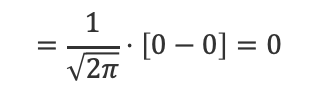 = 1/√2π · [0 − 0] = 0